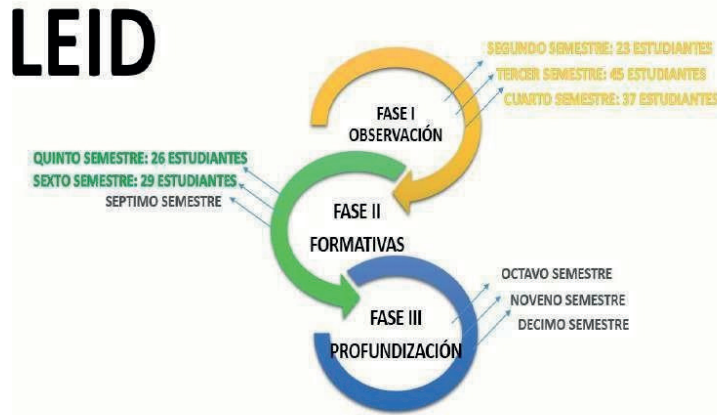 LEID
SEGUNDO SEMESTRE: 23 ESTUDIANTES
TERCER SEMESTRE: 45 ESTUDIANTES
CUARTO SEMESTRE: 37 ESTUDIANTES
FASE I
OBSERVACIÓN
QUINTO SEMESTRE: 26 ESTUDIANTES
SEXTO SEMESTRE: 29 ESTUDIANTES
SEPTIMO SEMESTRE
FASE II
FORMATIVAS
OCTAVO SEMESTRE
NOVENO SEMESTRE
DECIMO SEMESTRE
FASE III
PROFUNDIZACIÓN